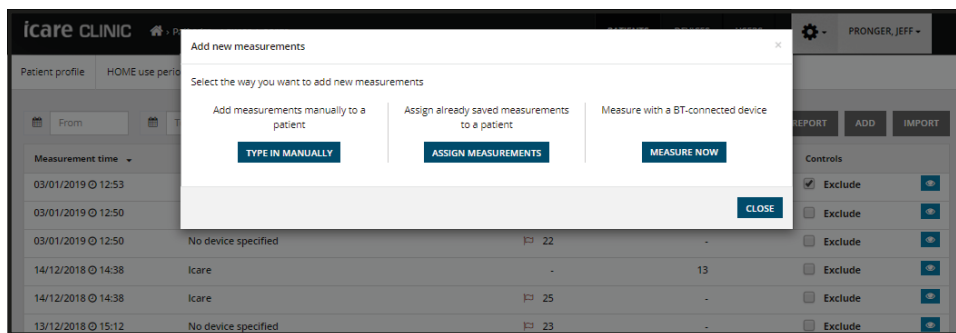 icare CLINIC
PRONGER, JEFF
Patient profile HOME use perio
Add new measurements ×
Select the way you want to add new measurements
Add measurements manually to a patient
TYPE IN MANUALLY
Assign already saved measurements to a patient
ASSIGN MEASUREMENTS
Measure with a BT-connected device
MEASURE NOW
CLOSE
From
REPORT ADD IMPORT
Measurement time Controls
03/01/2019 12:53 Exclude
03/01/2019 12:50 Exclude
03/01/2019 12:50 No device specified 22 - Exclude
14/12/2018 14:38 Icare - 13 Exclude
14/12/2018 14:38 Icare 25 - Exclude
13/12/2018 15:12 No device specified 23 - Exclude